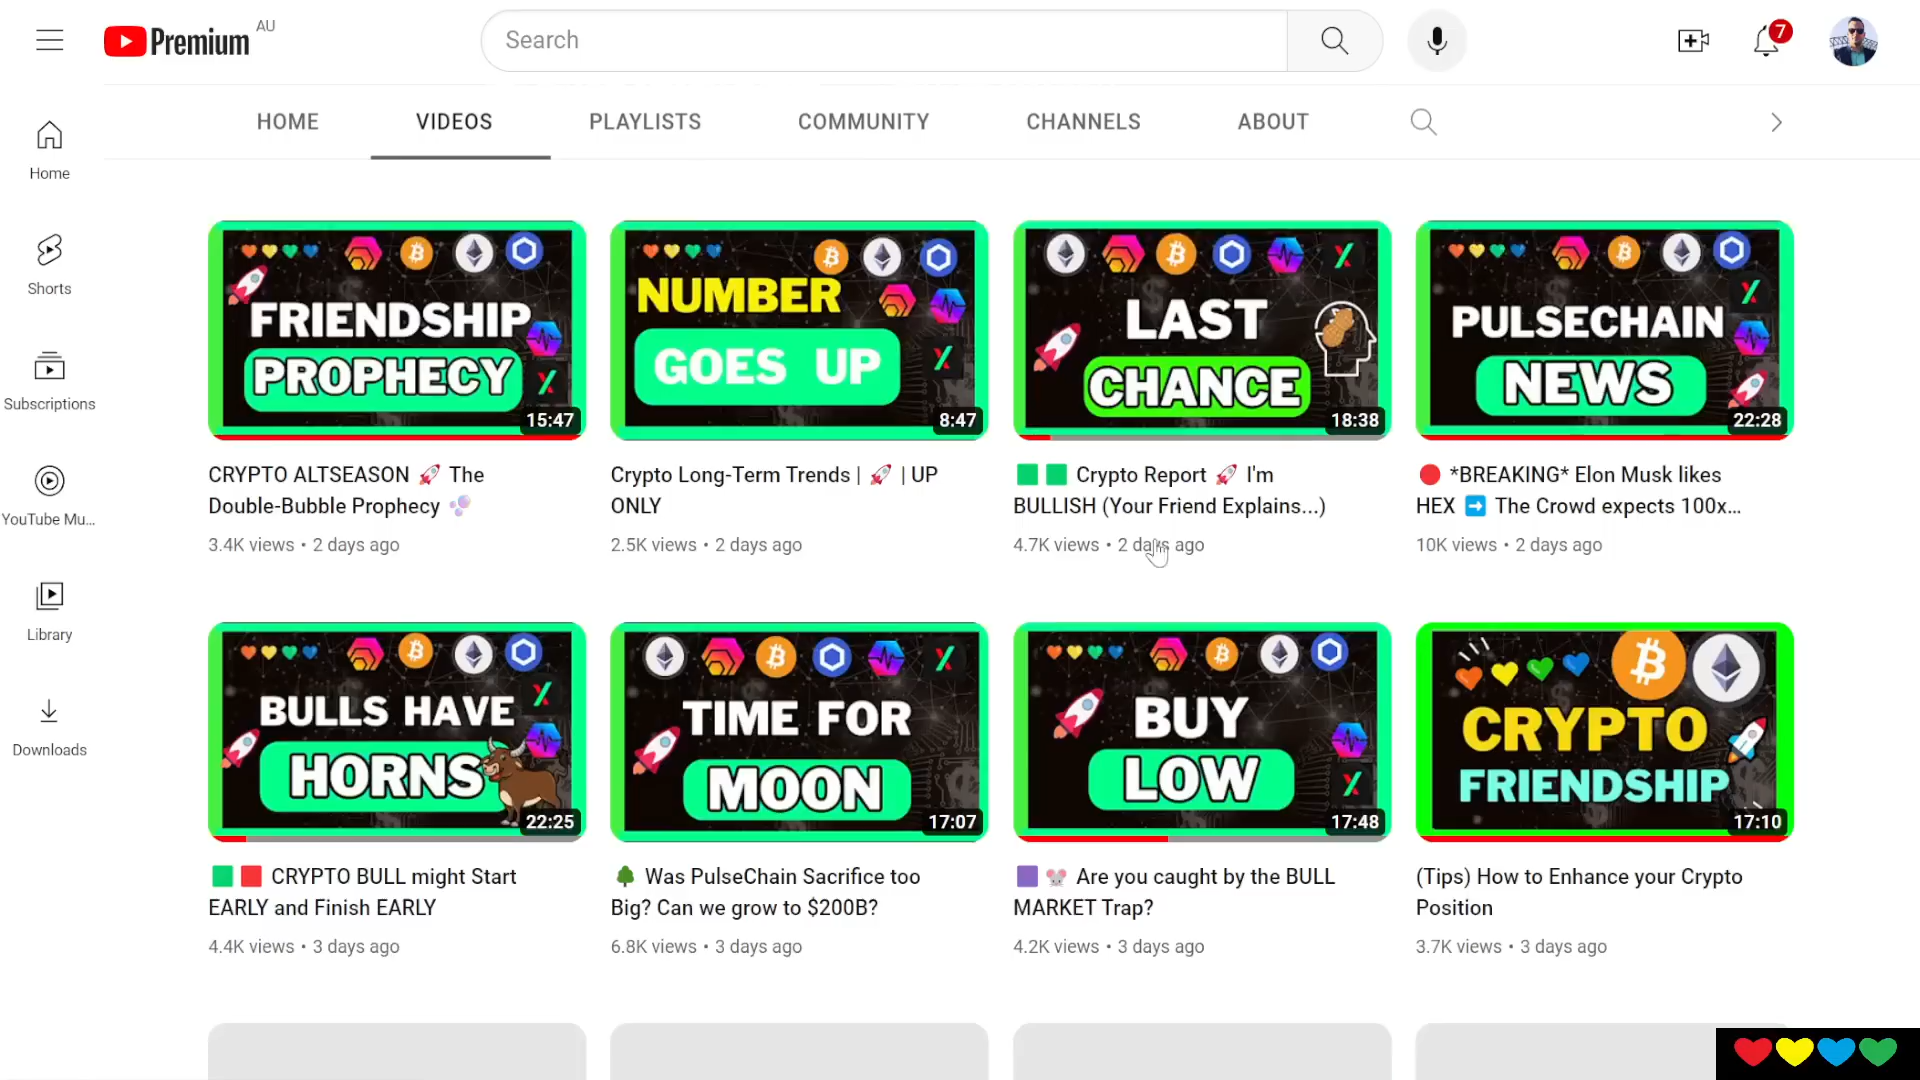 Premium AU
Search
7
HOME VIDEOS PLAYLISTS COMMUNITY CHANNELS ABOUT
Home
Shorts
Subscriptions
YouTube Mu...
Library
Downloads
FRIENDSHIP
PROPHECY
15:47
CRYPTO ALTSEASON 🚀 The
Double-Bubble Prophecy 🫧
3.4K views • 2 days ago
NUMBER
GOES UP
8:47
Crypto Long-Term Trends | 🚀 | UP
ONLY
2.5K views • 2 days ago
LAST
CHANCE
18:38
🟩 🟩 Crypto Report 🚀 I'm
BULLISH (Your Friend Explains...)
4.7K views • 2 days ago
PULSECHAIN
NEWS
22:28
🔴 *BREAKING* Elon Musk likes
HEX ➡️ The Crowd expects 100x...
10K views • 2 days ago
BULLS HAVE
HORNS
22:25
🟩 🟥 CRYPTO BULL might Start
EARLY and Finish EARLY
4.4K views • 3 days ago
TIME FOR
MOON
17:07
🌳 Was PulseChain Sacrifice too
Big? Can we grow to $200B?
6.8K views • 3 days ago
BUY
LOW
17:48
🟪 🐭 Are you caught by the BULL
MARKET Trap?
4.2K views • 3 days ago
CRYPTO
FRIENDSHIP
17:10
(Tips) How to Enhance your Crypto
Position
3.7K views • 3 days ago